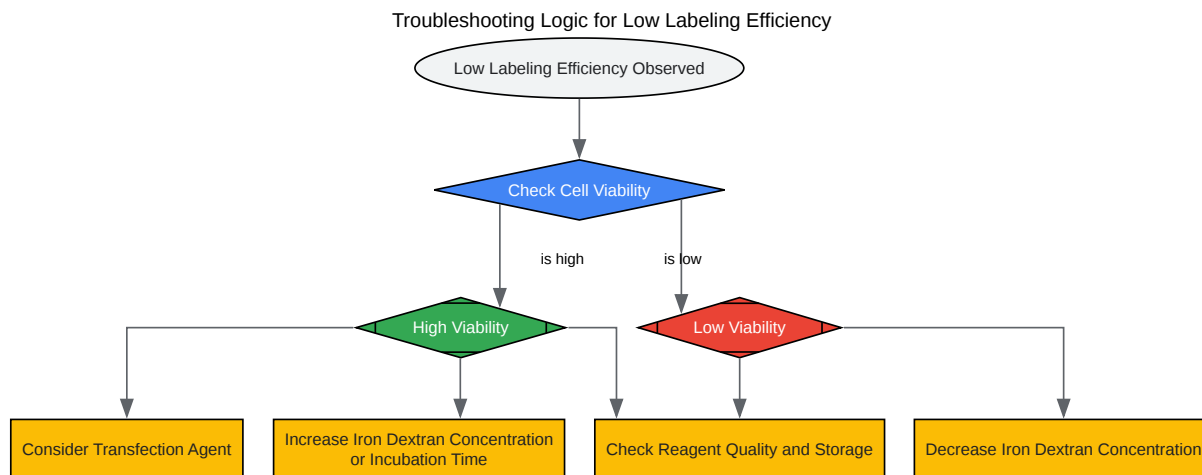 Troubleshooting Logic for Low Labeling Efficiency
Low Labeling Efficiency Observed
Check Cell Viability
is high
is low
High Viability
Low Viability
Consider Transfection Agent
Increase Iron Dextran Concentration
or Incubation Time
Check Reagent Quality and Storage
Decrease Iron Dextran Concentration